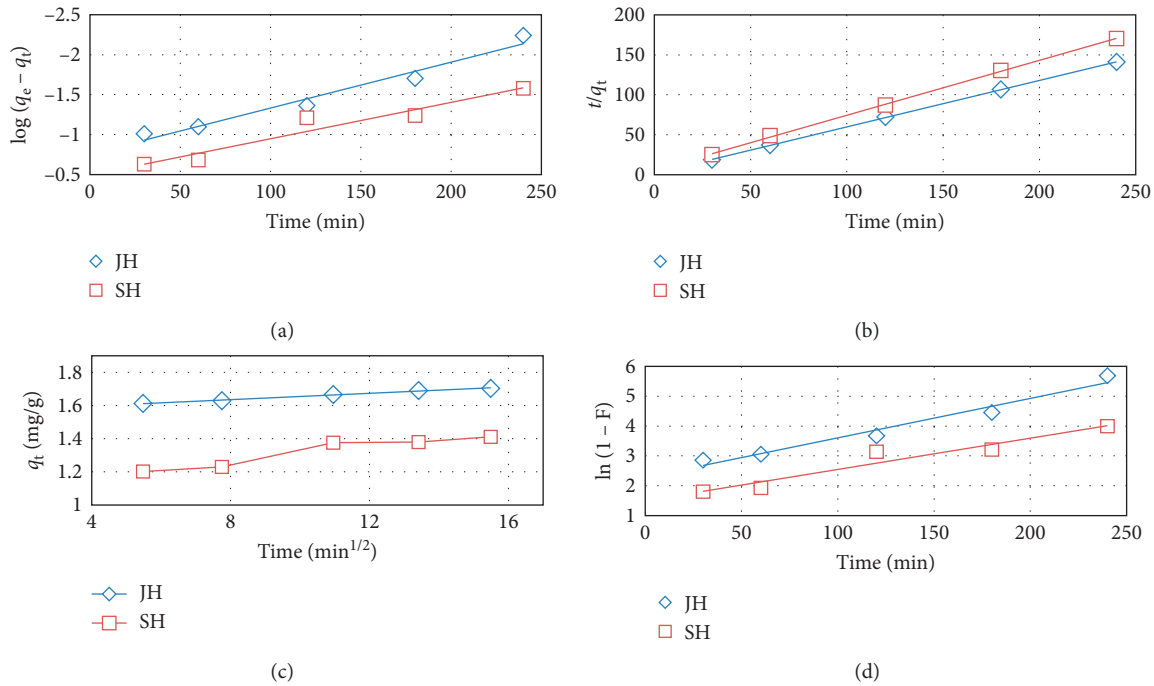 −2.5
−2
−1.5
−1
−0.5
log (qe – qt)
0 50 100 150 200 250
Time (min)
JH
SH
(a)
200
150
100
50
0
t/qt
0 50 100 150 200 250
Time (min)
JH
SH
(b)
1.8
1.6
1.4
1.2
1
qt (mg/g)
4 8 12 16
Time (min1/2)
JH
SH
(c)
6
5
4
3
2
1
ln (1 – F)
0 50 100 150 200 250
Time (min)
JH
SH
(d)